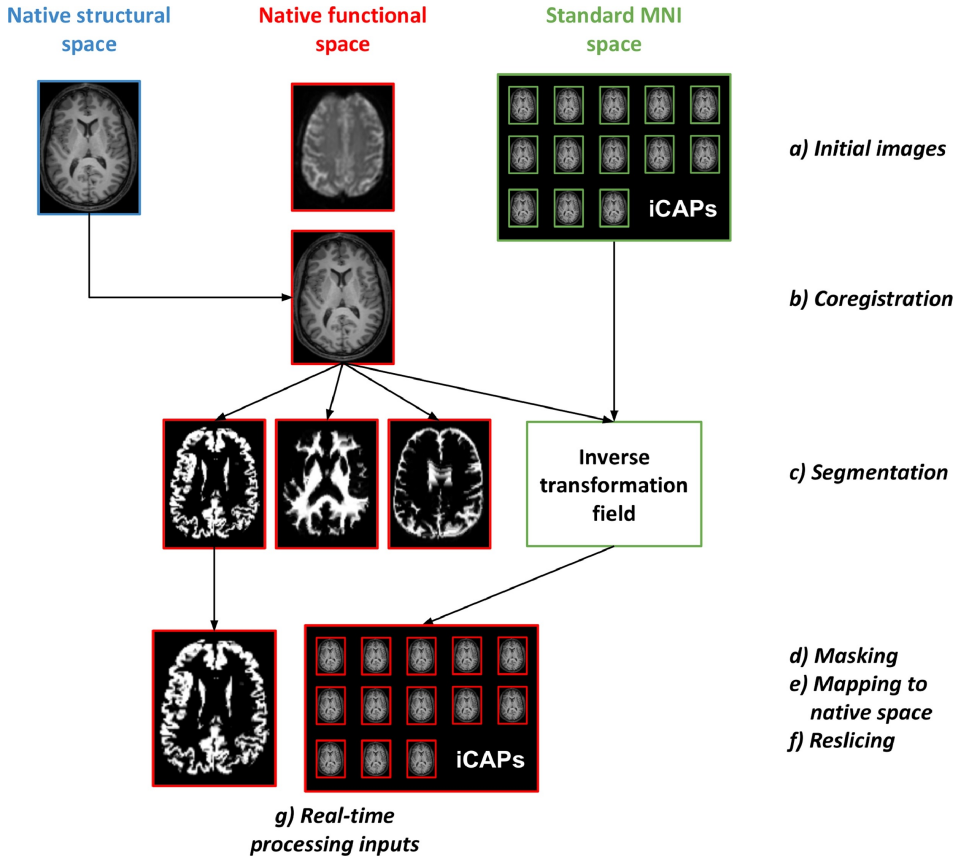 Native structural
space
Native functional
space
Standard MNI
space
iCAPs
a) Initial images
b) Coregistration
Inverse
transformation
field
c) Segmentation
iCAPs
d) Masking
e) Mapping to
native space
f) Reslicing
g) Real-time
processing inputs